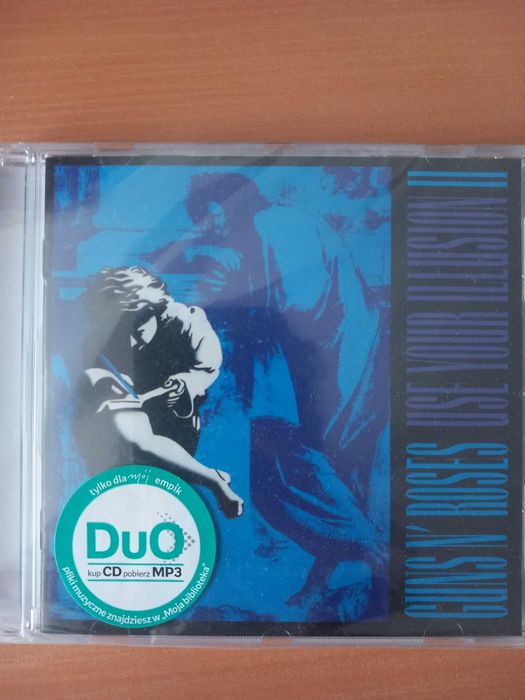 GUNS N' ROSES USE YOUR ILLUSION II
tylko dla mój empik
DuO
kup CD pobierz MP3
pliki muzyczne znajdziesz w „Moja biblioteka"